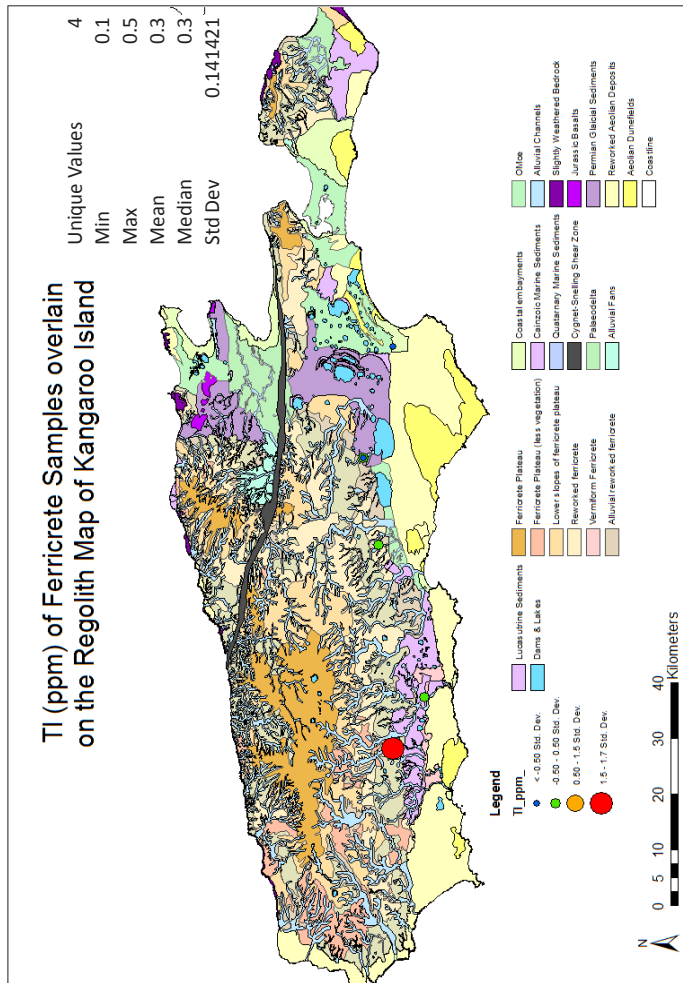 Tl (ppm) of Ferricrete Samples overlain
on the Regolith Map of Kangaroo Island
Unique Values 4
Min 0.1
Max 0.5
Mean 0.3
Median 0.3
Std Dev 0.141421
Legend
Tl_ppm_
< -0.50 Std. Dev.
-0.50 - 0.50 Std. Dev.
0.50 - 1.5 Std. Dev.
1.5 - 1.7 Std. Dev.
Lucasutrine Sediments
Dams & Lakes
Ferricrete Plateau
Ferricrete Plateau (less vegetation)
Lower slopes of ferricrete plateau
Reworked ferricrete
Vermiform Ferricrete
Alluvial reworked ferricrete
Coastal embayments
Cainzoic Marine Sediments
Quatarnary Marine Sediments
Cygnet-Snelling Shear Zone
Palaeodelta
Alluvial Fans
OMoe
Alluvial Channels
Slightly Weathered Bedrock
Jurassic Basalts
Permian Glaicial Sediments
Reworked Aeolian Deposits
Aeolian Dunefields
Coastline
N
0 5 10 20 30 40
Kilometers